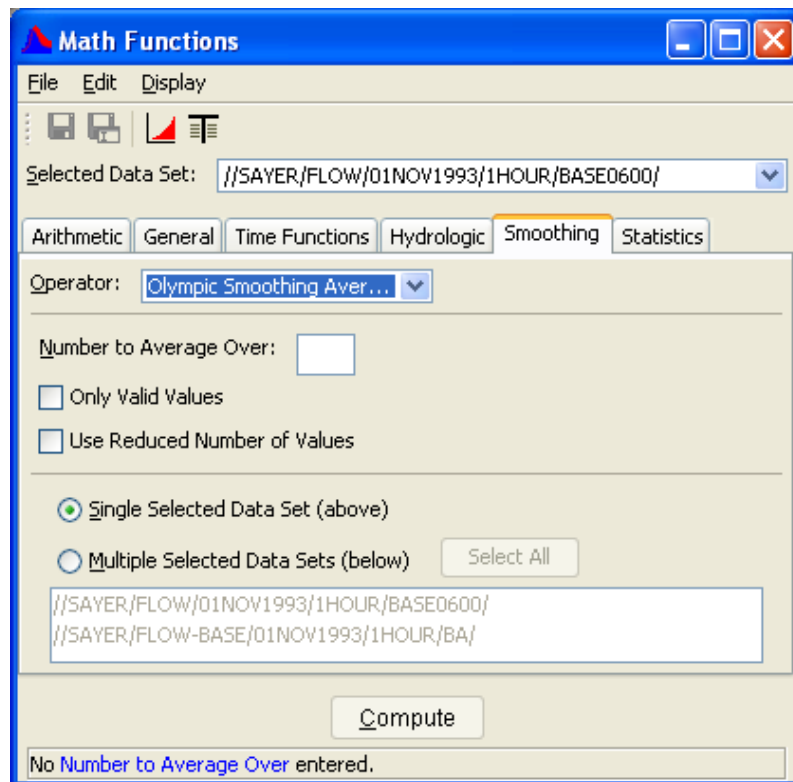 Math Functions
File Edit Display
Selected Data Set: //SAYER/FLOW/01NOV1993/1HOUR/BASE0600/
Arithmetic General Time Functions Hydrologic Smoothing Statistics
Operator: Olympic Smoothing Aver...
Number to Average Over:
Only Valid Values
Use Reduced Number of Values
Single Selected Data Set (above)
Multiple Selected Data Sets (below) Select All
//SAYER/FLOW/01NOV1993/1HOUR/BASE0600/
//SAYER/FLOW-BASE/01NOV1993/1HOUR/BA/
Compute
No Number to Average Over entered.